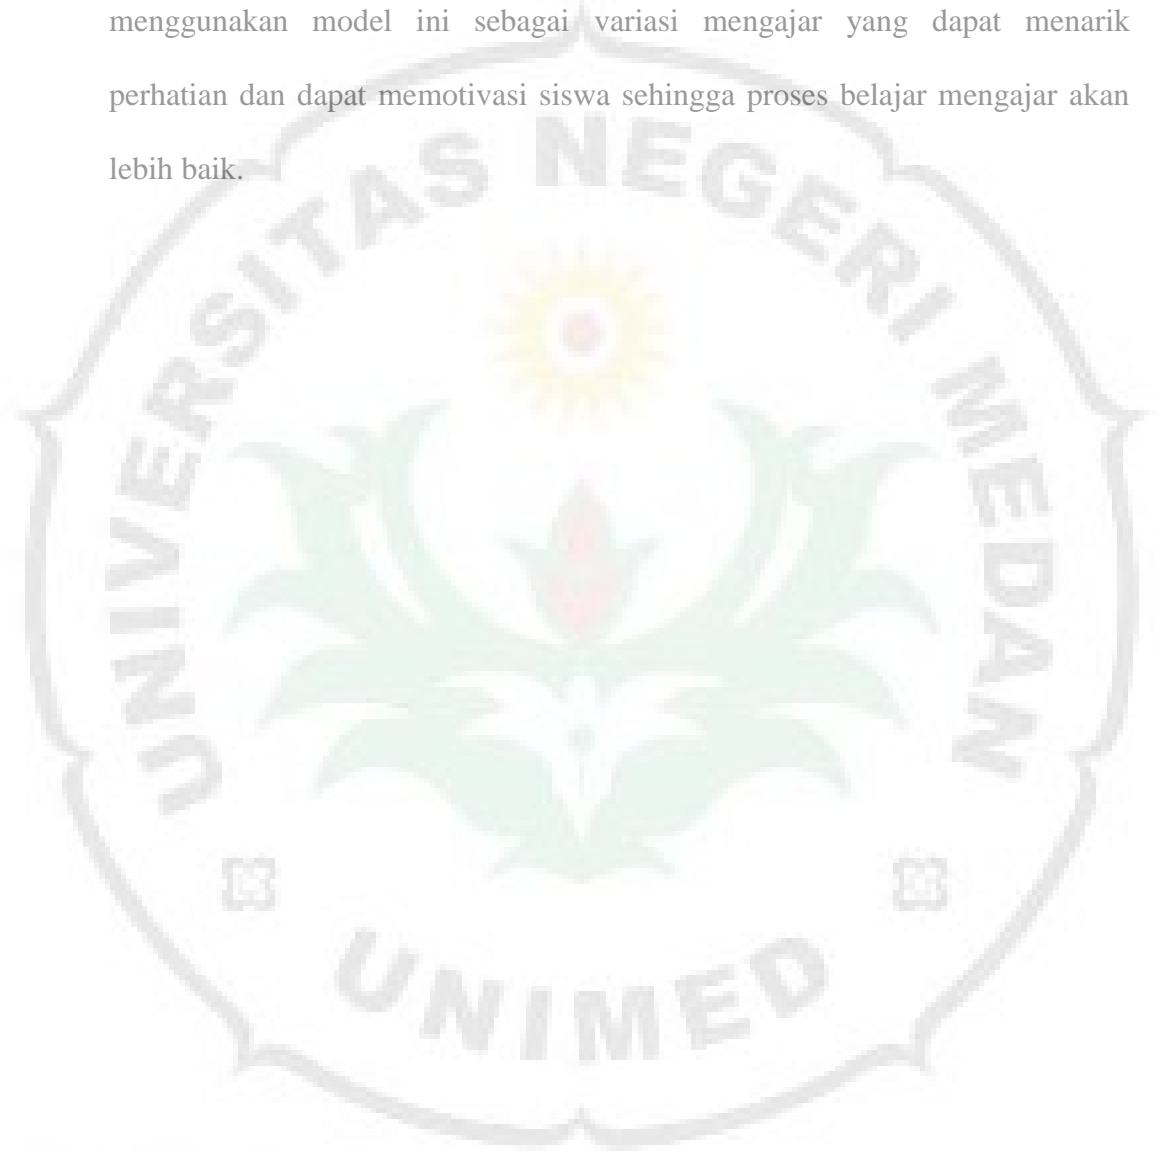 menggunakan model ini sebagai variasi mengajar yang dapat menarik
perhatian dan dapat memotivasi siswa sehingga proses belajar mengajar akan
lebih baik.
UNIVERSITAS NEGERI MEDAN
UNIMED